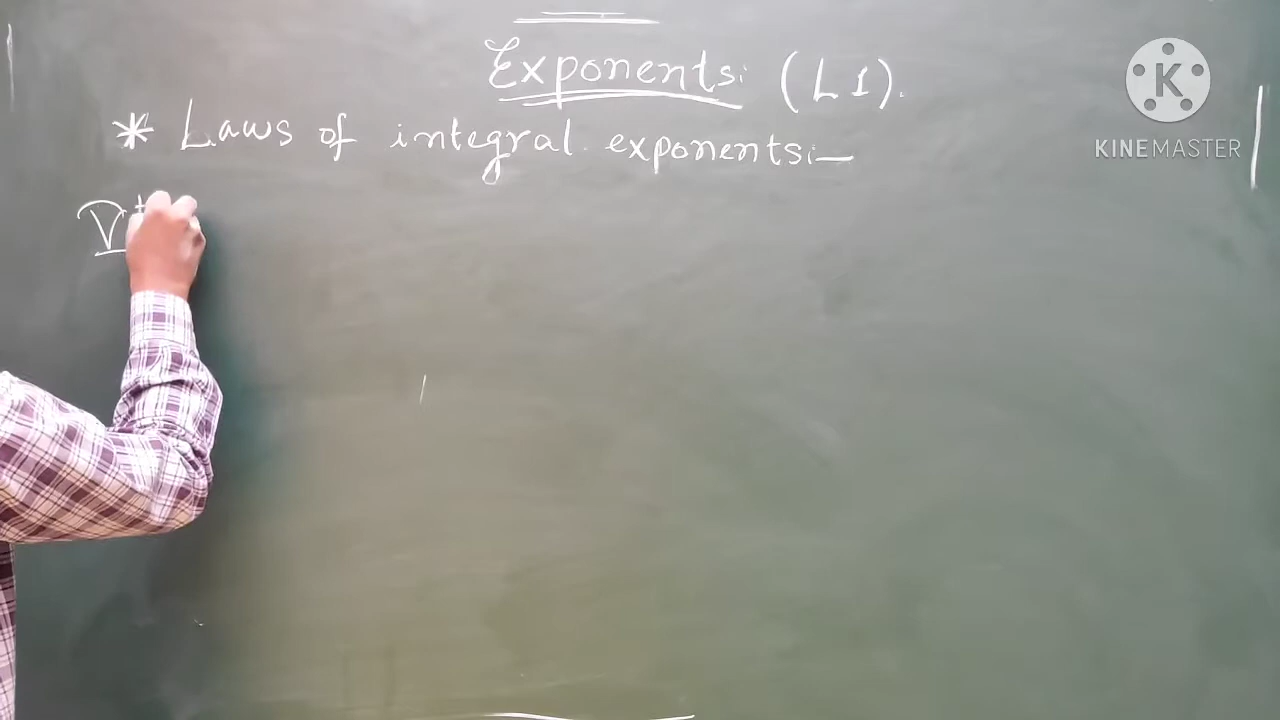 Exponents: (L1).
* Laws of integral exponents:—
K
KINEMASTER